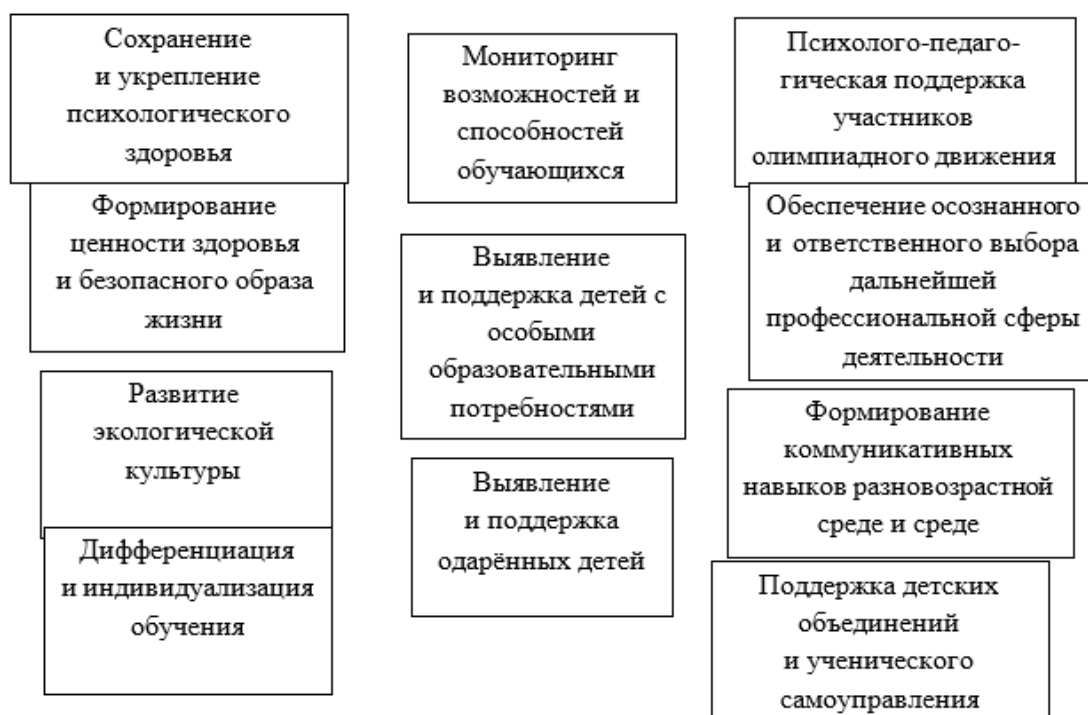 Сохранение
и укрепление
психологического
здоровья
Формирование
ценности здоровья
и безопасного образа
жизни
Развитие
экологической
культуры
Дифференциация
и индивидуализация
обучения
Мониторинг
возможностей и
способностей
обучающихся
Выявление
и поддержка детей с
особыми
образовательными
потребностями
Выявление
и поддержка
одарённых детей
Психолого-педаго-
гическая поддержка
участников
олимпиадного движения
Обеспечение осознанного
и ответственного выбора
дальнейшей
профессиональной сферы
деятельности
Формирование
коммуникативных
навыков разновозрастной
среде и среде
Поддержка детских
объединений
и ученического
самоуправления